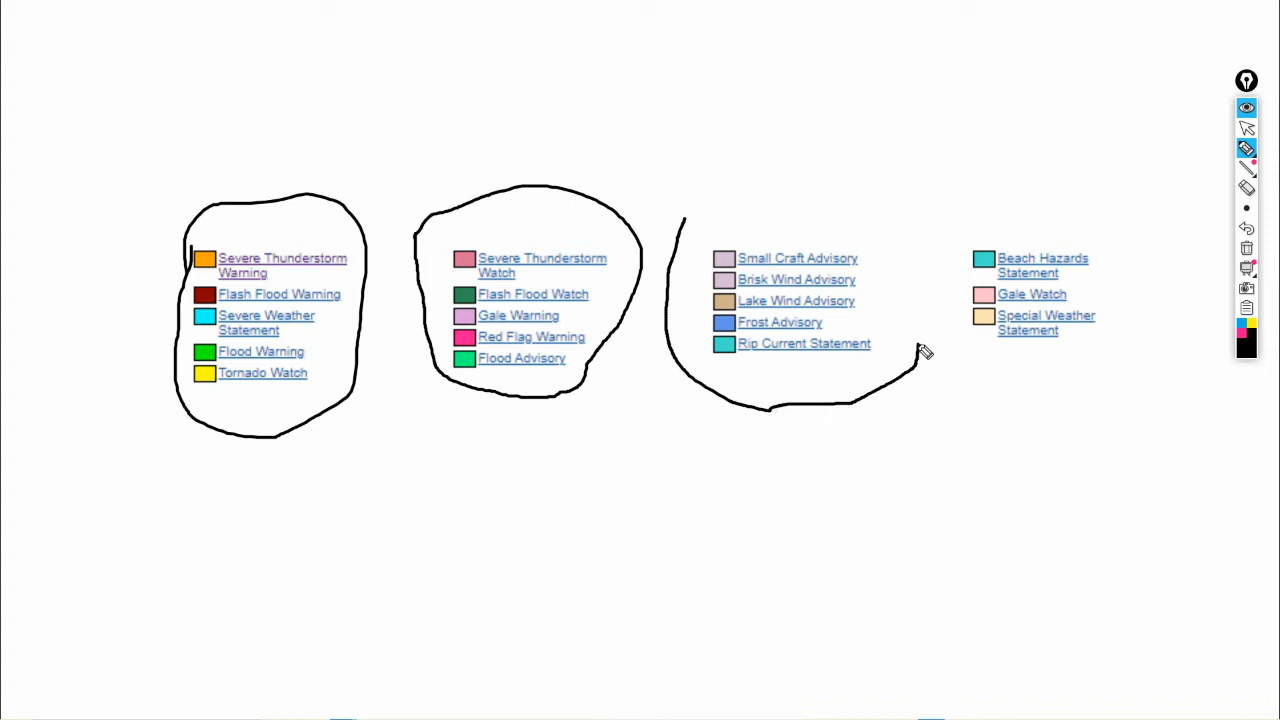 Severe Thunderstorm
Warning
Flash Flood Warning
Severe Weather
Statement
Flood Warning
Tornado Watch
Severe Thunderstorm
Watch
Flash Flood Watch
Gale Warning
Red Flag Warning
Flood Advisory
Small Craft Advisory
Brisk Wind Advisory
Lake Wind Advisory
Frost Advisory
Rip Current Statement
Beach Hazards
Statement
Gale Watch
Special Weather
Statement